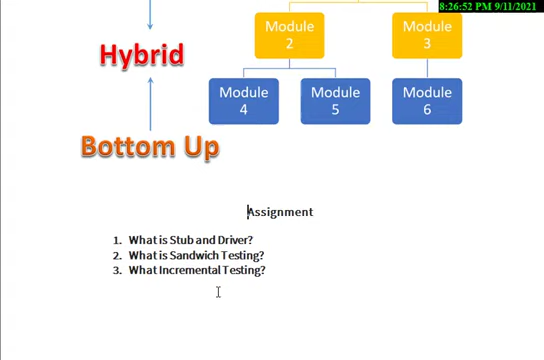 8:26:52 PM 9/11/2021
Module
2
Module
3
Hybrid
Module
4
Module
5
Module
6
Bottom Up
Assignment
1. What is Stub and Driver?
2. What is Sandwich Testing?
3. What Incremental Testing?